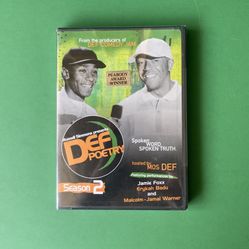 From the producers of
DEF COMEDY JAM
PEABODY
AWARD
WINNER
Russell Simmons presents
DEF
POETRY
Season 2
Spoken WORD.
SPOKEN TRUTH.
hosted by MOS DEF
Featuring performances by
Jamie Foxx
Erykah Badu
and
Malcolm-Jamal Warner